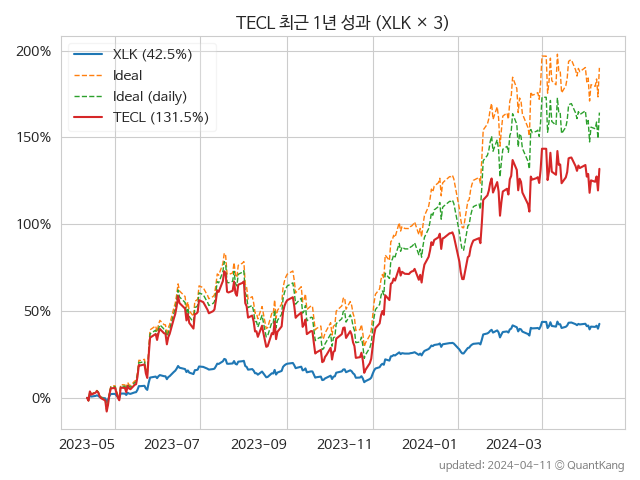 TECL 최근 1년 성과 (XLK × 3)
XLK (42.5%)
Ideal
Ideal (daily)
TECL (131.5%)
200%
150%
100%
50%
0%
2023-05 2023-07 2023-09 2023-11 2024-01 2024-03
updated: 2024-04-11 © QuantKang